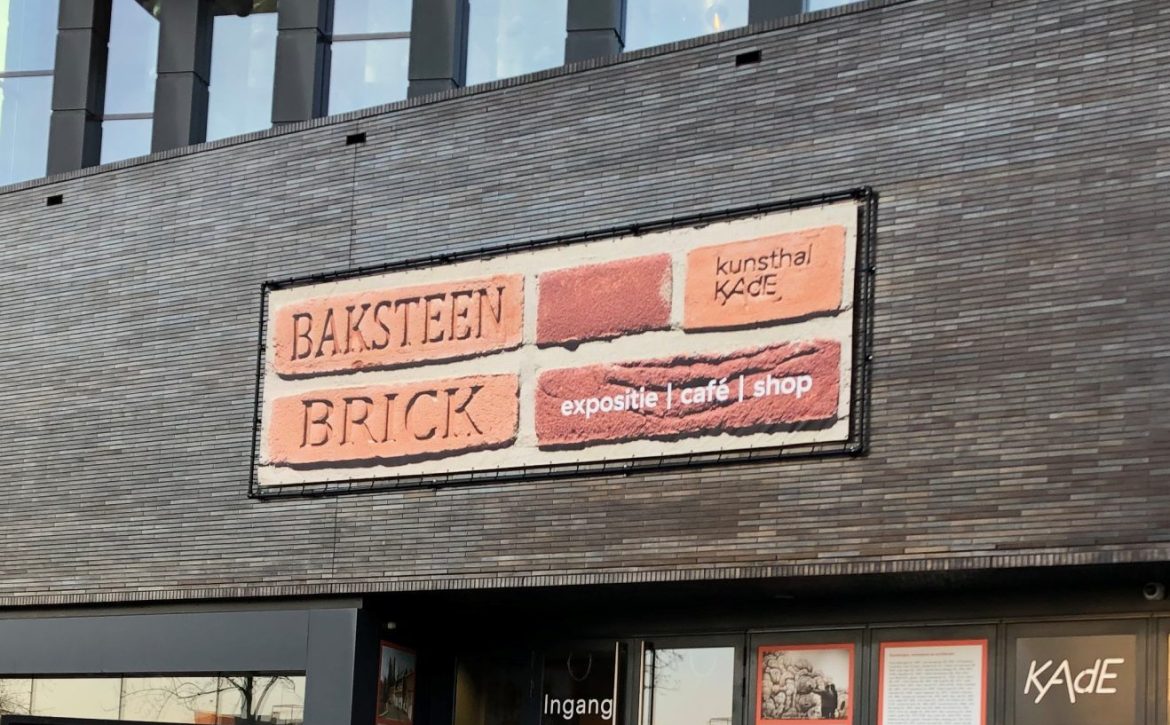 BAKSTEEN
BRICK
kunsthal
KAdE
expositie | café | shop
Ingang
KAdE